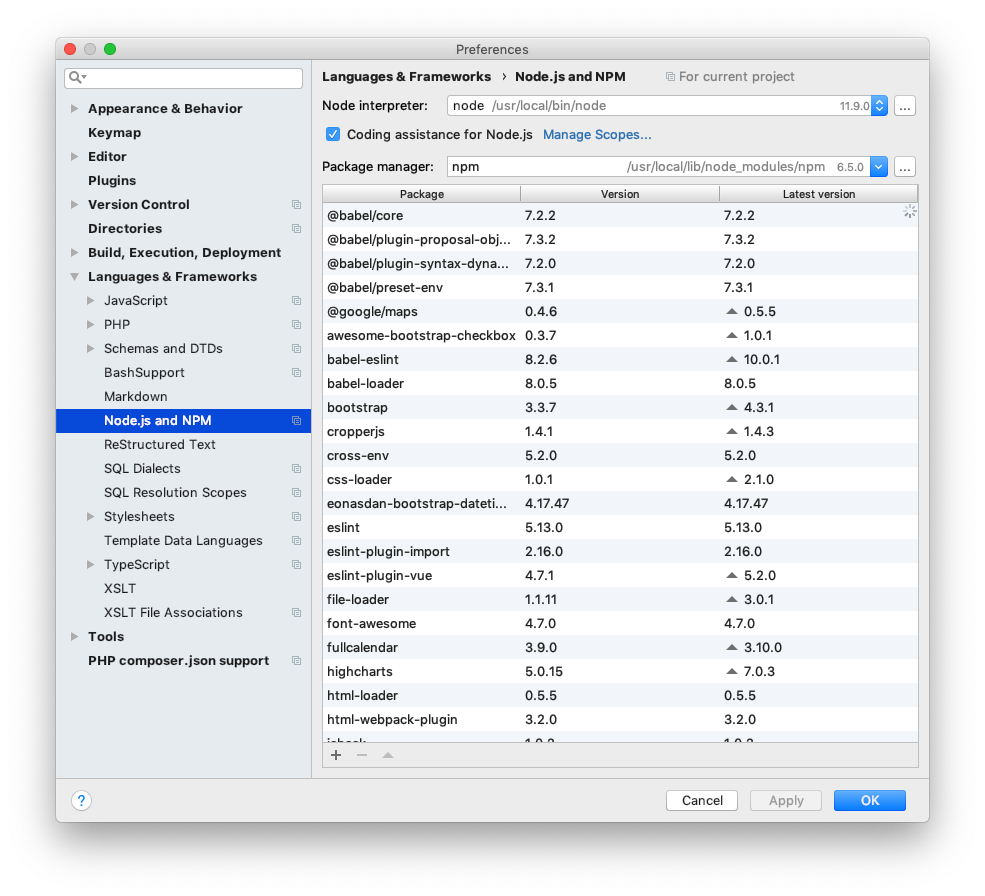 Preferences
Appearance & Behavior
Keymap
Editor
Plugins
Version Control
Directories
Build, Execution, Deployment
Languages & Frameworks
JavaScript
PHP
Schemas and DTDs
BashSupport
Markdown
Node.js and NPM
ReStructured Text
SQL Dialects
SQL Resolution Scopes
Stylesheets
Template Data Languages
TypeScript
XSLT
XSLT File Associations
Tools
PHP composer.json support
Languages & Frameworks › Node.js and NPM For current project
Node interpreter: node /usr/local/bin/node 11.9.0 ...
Coding assistance for Node.js Manage Scopes...
Package manager: npm /usr/local/lib/node_modules/npm 6.5.0 ...
Package Version Latest version
@babel/core 7.2.2 7.2.2
@babel/plugin-proposal-obj... 7.3.2 7.3.2
@babel/plugin-syntax-dyna... 7.2.0 7.2.0
@babel/preset-env 7.3.1 7.3.1
@google/maps 0.4.6 0.5.5
awesome-bootstrap-checkbox 0.3.7 1.0.1
babel-eslint 8.2.6 10.0.1
babel-loader 8.0.5 8.0.5
bootstrap 3.3.7 4.3.1
cropperjs 1.4.1 1.4.3
cross-env 5.2.0 5.2.0
css-loader 1.0.1 2.1.0
eonasdan-bootstrap-dateti... 4.17.47 4.17.47
eslint 5.13.0 5.13.0
eslint-plugin-import 2.16.0 2.16.0
eslint-plugin-vue 4.7.1 5.2.0
file-loader 1.1.11 3.0.1
font-awesome 4.7.0 4.7.0
fullcalendar 3.9.0 3.10.0
highcharts 5.0.15 7.0.3
html-loader 0.5.5 0.5.5
html-webpack-plugin 3.2.0 3.2.0
? Cancel Apply OK